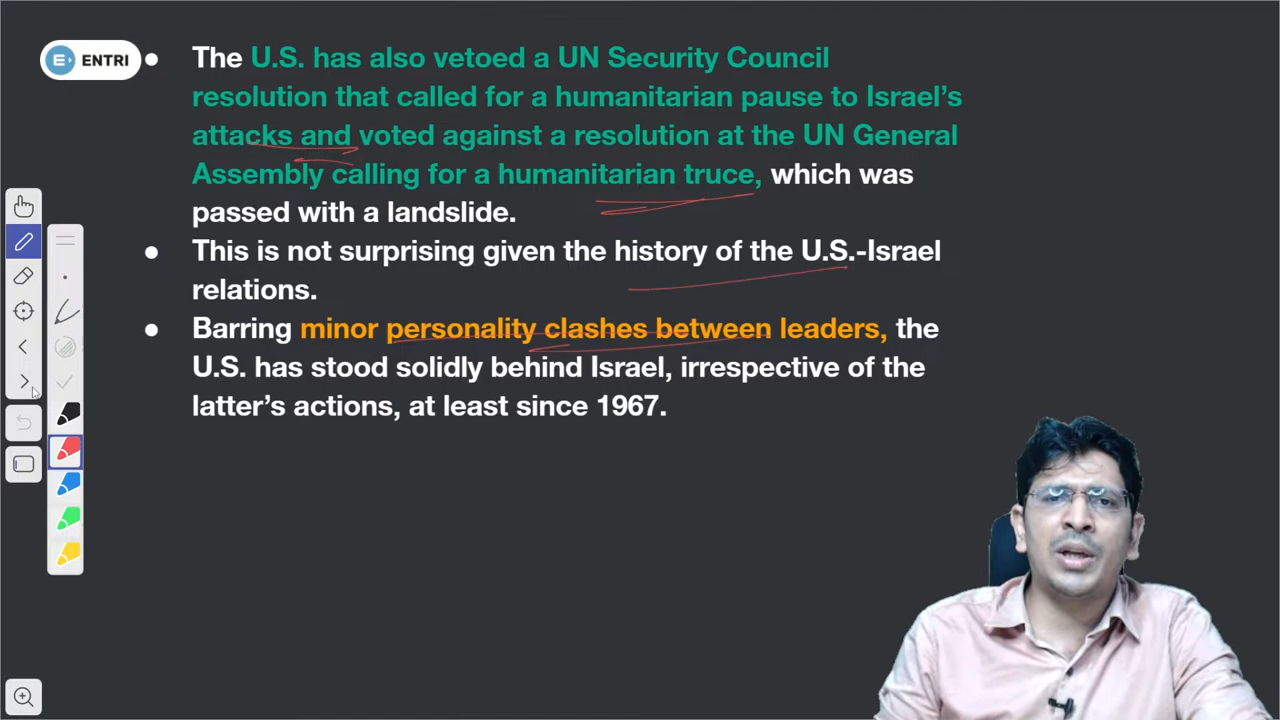 ENTRI
● The U.S. has also vetoed a UN Security Council
resolution that called for a humanitarian pause to Israel’s
attacks and voted against a resolution at the UN General
Assembly calling for a humanitarian truce, which was
passed with a landslide.
● This is not surprising given the history of the U.S.-Israel
relations.
● Barring minor personality clashes between leaders, the
U.S. has stood solidly behind Israel, irrespective of the
latter’s actions, at least since 1967.